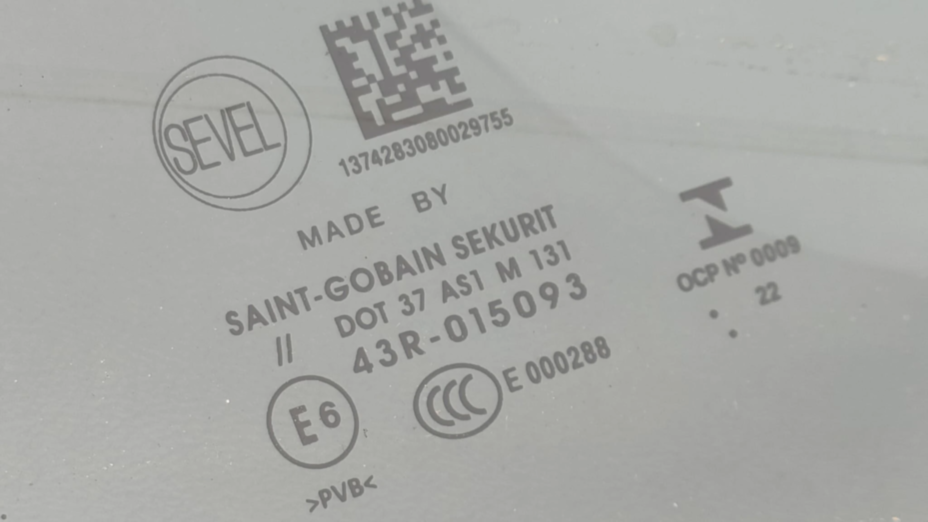 SEVEL
1374283080029755
MADE BY
SAINT-GOBAIN SEKURIT
// DOT 37 AS1 M 131
43R-015093
E6
CCC E 000288
>PVB<
OCP Nº 0009
22